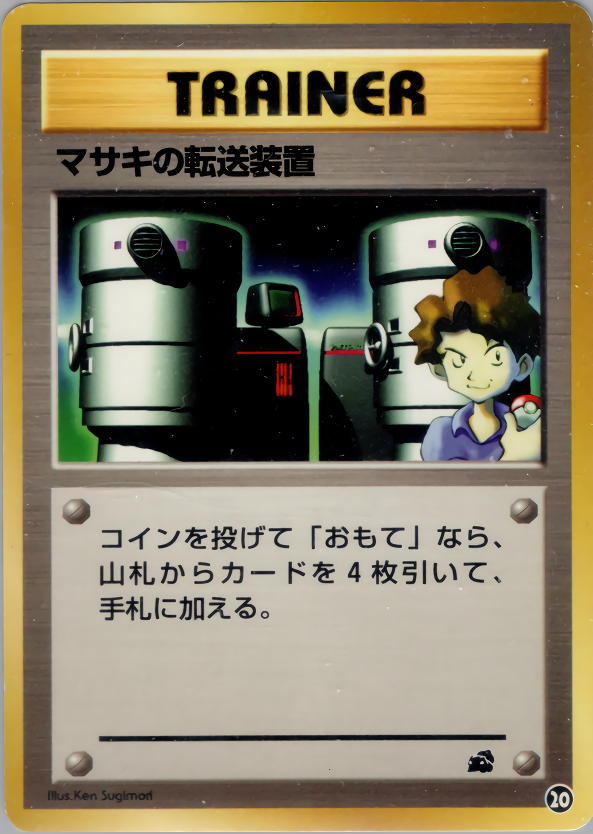 TRAINER
マサキの転送装置
コインを投げて「おもて」なら、
山札からカードを4枚引いて、
手札に加える。
Illus.Ken Sugimori
20